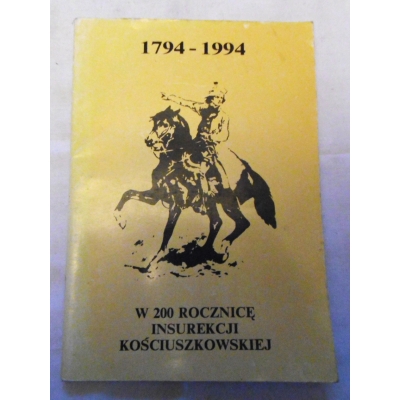 1794 - 1994
W 200 ROCZNICĘ
INSUREKCJI
KOŚCIUSZKOWSKIEJ